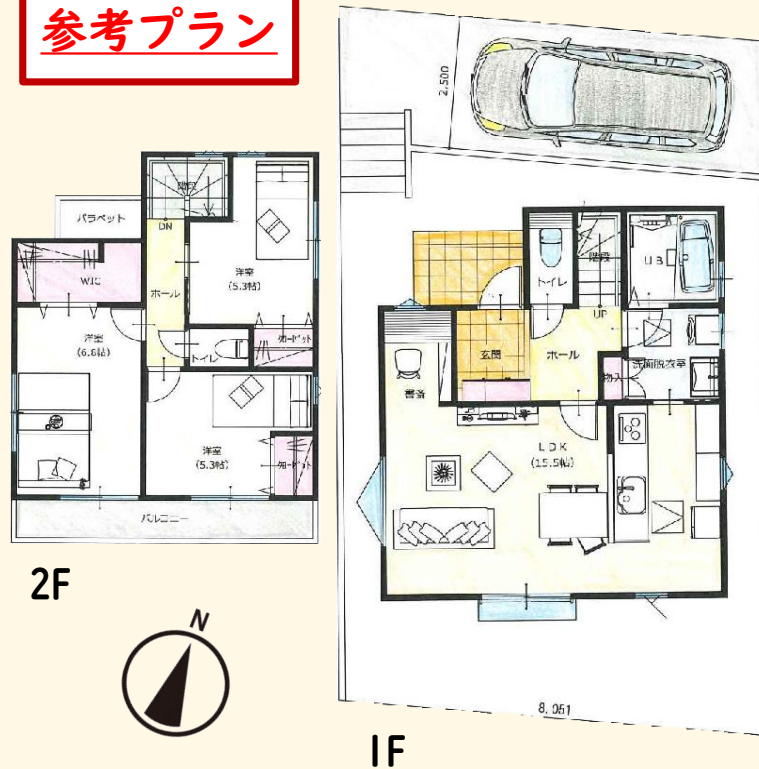 参考プラン
2,500
階段
パラベット
DN
WIC
ホール
洋室
(5.3帖)
洋室
(6.8帖)
トイレ
クローゼット
洋室
(5.3帖)
クローゼット
バルコニー
2F
N
トイレ
階段
UB
UP
玄関
ホール
洗面脱衣室
物入
書斎
LDK
(15.5帖)
8,051
1F